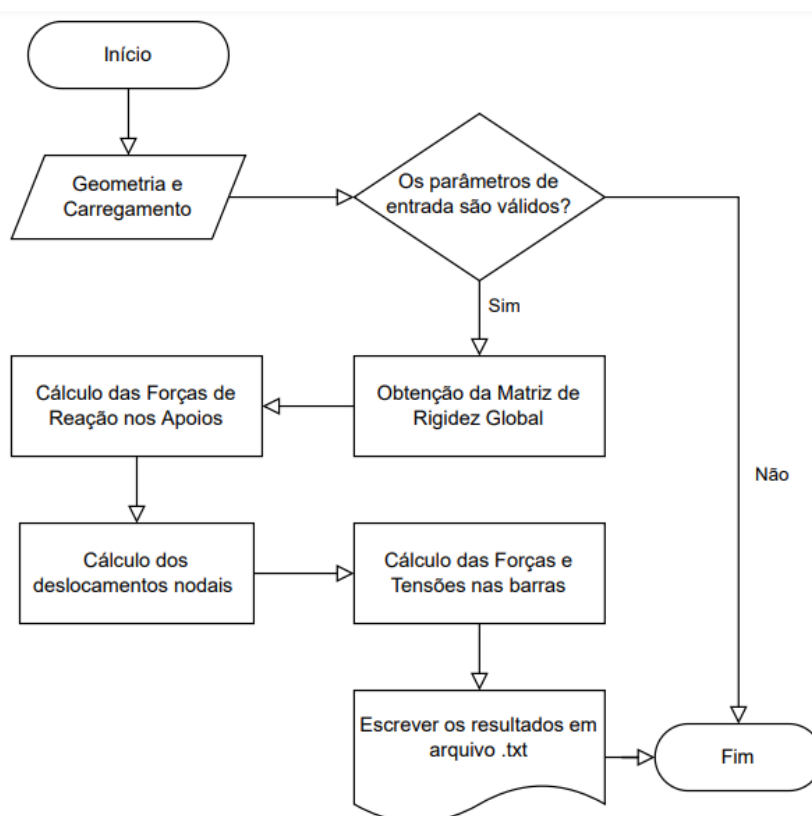 Início
Geometria e
Carregamento
Os parâmetros de
entrada são válidos?
Sim
Não
Obtenção da Matriz de
Rigidez Global
Cálculo das Forças de
Reação nos Apoios
Cálculo dos
deslocamentos nodais
Cálculo das Forças e
Tensões nas barras
Escrever os resultados em
arquivo .txt
Fim